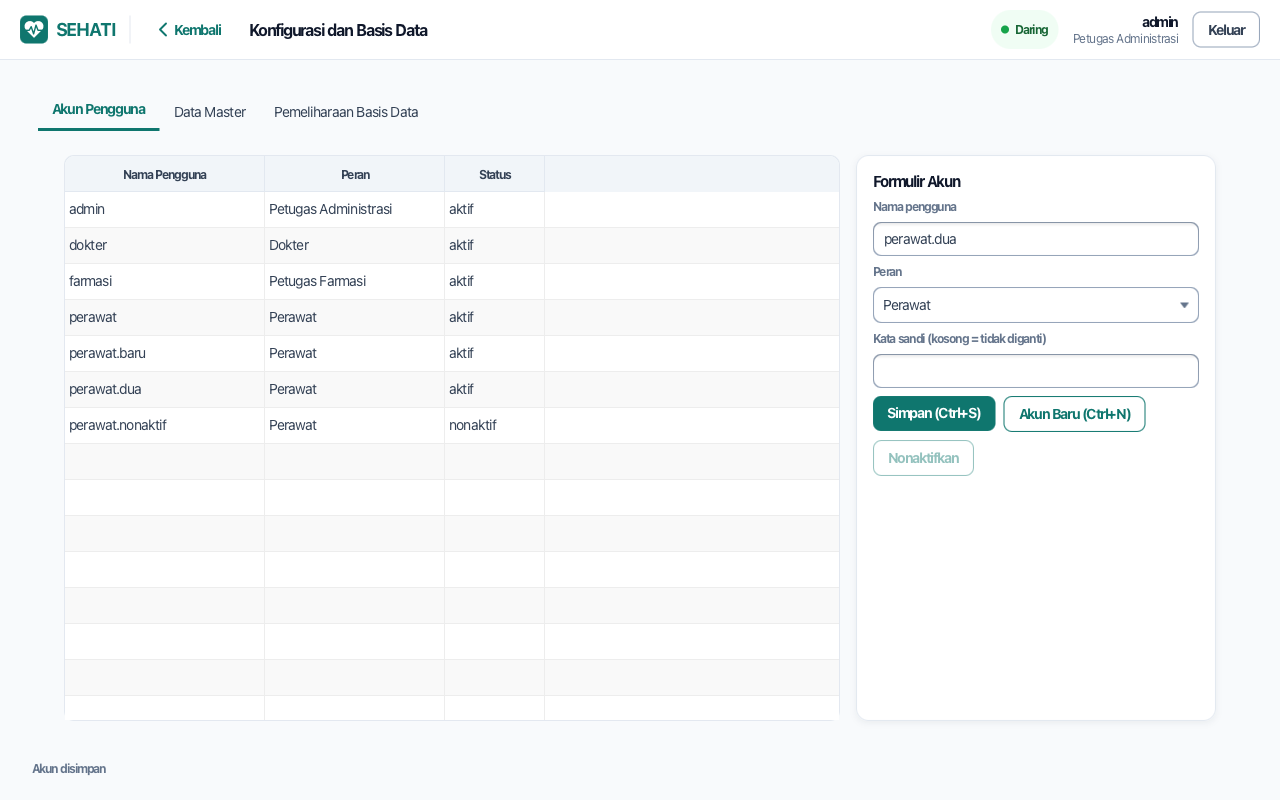 SEHATI
Kembali
Konfigurasi dan Basis Data
Daring
admin
Petugas Administrasi
Keluar
Akun Pengguna
Data Master
Pemeliharaan Basis Data
Nama Pengguna Peran Status
admin Petugas Administrasi aktif
dokter Dokter aktif
farmasi Petugas Farmasi aktif
perawat Perawat aktif
perawat.baru Perawat aktif
perawat.dua Perawat aktif
perawat.nonaktif Perawat nonaktif
Formulir Akun
Nama pengguna
perawat.dua
Peran
Perawat
Kata sandi (kosong = tidak diganti)
Simpan (Ctrl+S)
Akun Baru (Ctrl+N)
Nonaktifkan
Akun disimpan